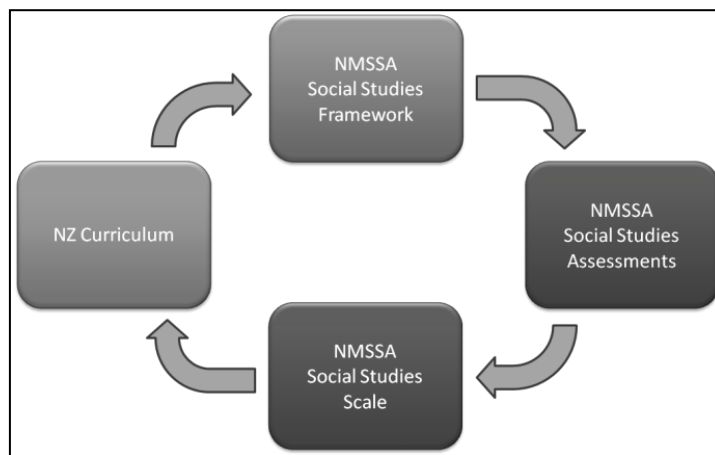 NMSSA
Social Studies
Framework
NMSSA
Social Studies
Assessments
NMSSA
Social Studies
Scale
NZ Curriculum